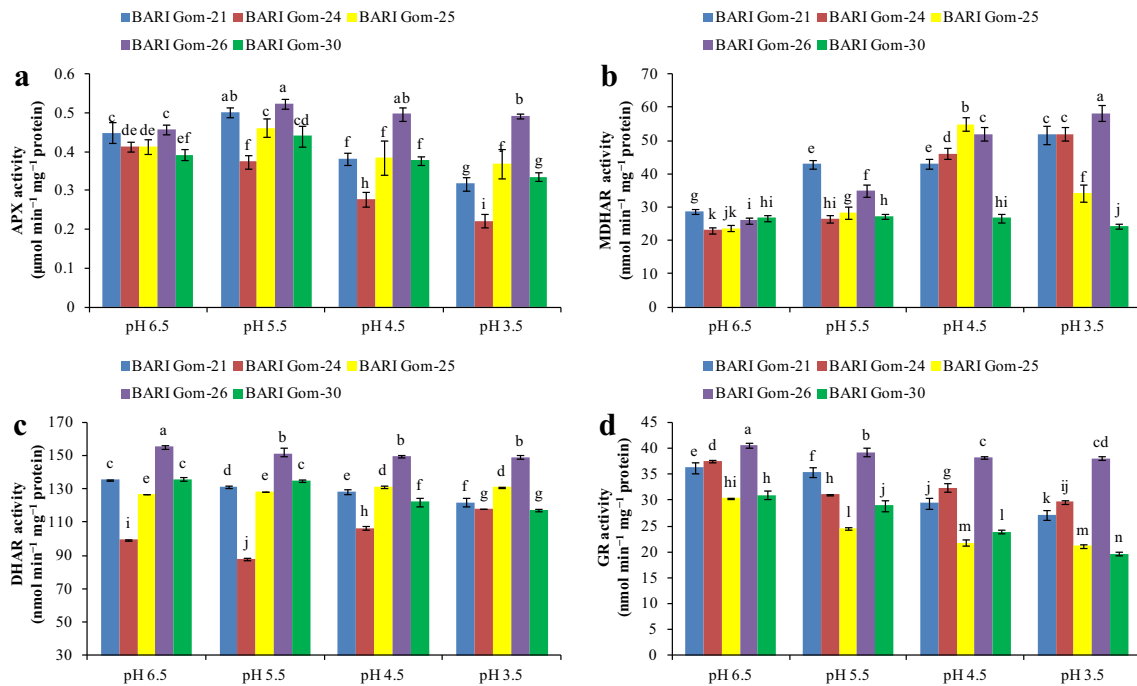 BARI Gom-21 BARI Gom-24 BARI Gom-25
BARI Gom-26 BARI Gom-30
a
APX activity
(µmol min⁻¹ mg⁻¹ protein)
0.6
0.5
0.4
0.3
0.2
0.1
0
c de de c ef
ab f c a cd
f h f ab f
g i f b g
pH 6.5 pH 5.5 pH 4.5 pH 3.5
BARI Gom-21 BARI Gom-24 BARI Gom-25
BARI Gom-26 BARI Gom-30
b
MDHAR activity
(nmol min⁻¹ mg⁻¹ protein)
70
60
50
40
30
20
10
0
g k jk i hi
e hi g f h
e d b c hi
c c f a j
pH 6.5 pH 5.5 pH 4.5 pH 3.5
BARI Gom-21 BARI Gom-24 BARI Gom-25
BARI Gom-26 BARI Gom-30
c
DHAR activity
(nmol min⁻¹ mg⁻¹ protein)
170
150
130
110
90
70
50
30
c i e a c
d j e b c
e h d b f
f g d b g
pH 6.5 pH 5.5 pH 4.5 pH 3.5
BARI Gom-21 BARI Gom-24 BARI Gom-25
BARI Gom-26 BARI Gom-30
d
GR activity
(nmol min⁻¹ mg⁻¹ protein)
45
40
35
30
25
20
15
10
5
0
e d hi a h
f h l b j
j g m c l
k ij m cd n
pH 6.5 pH 5.5 pH 4.5 pH 3.5